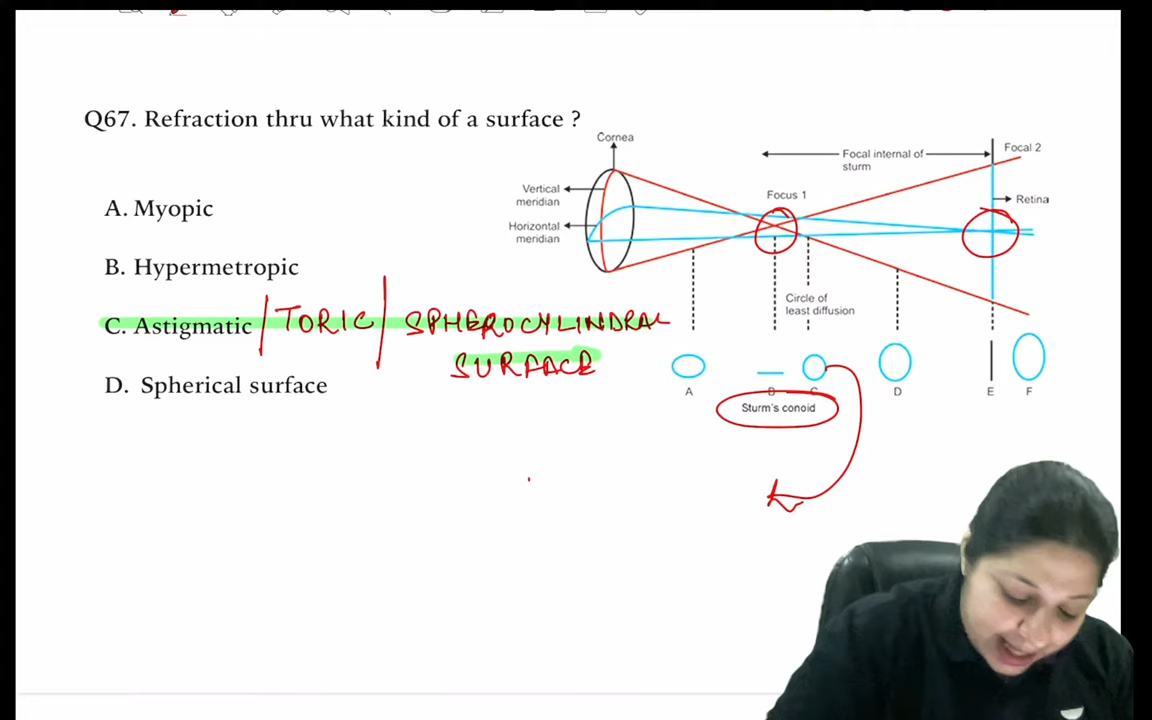 Q67. Refraction thru what kind of a surface ?
A. Myopic
B. Hypermetropic
C. Astigmatic / TORIC / SPHEROCYLINDRAL
SURFACE
D. Spherical surface
Cornea
Vertical
meridian
Horizontal
meridian
Focal internal of
sturm
Focal 2
Focus 1
Retina
Circle of
least diffusion
A
B
C
D
E
F
Sturm's conoid